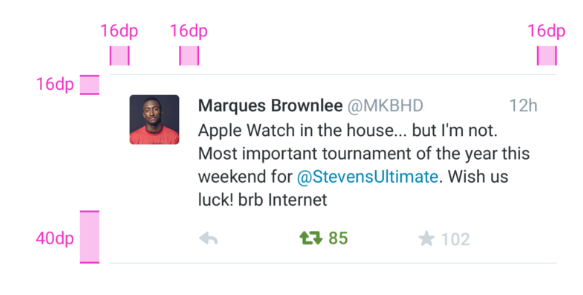 16dp 16dp 16dp
16dp
Marques Brownlee @MKBHD 12h
Apple Watch in the house... but I'm not.
Most important tournament of the year this
weekend for @StevensUltimate. Wish us
luck! brb Internet
40dp 85 102